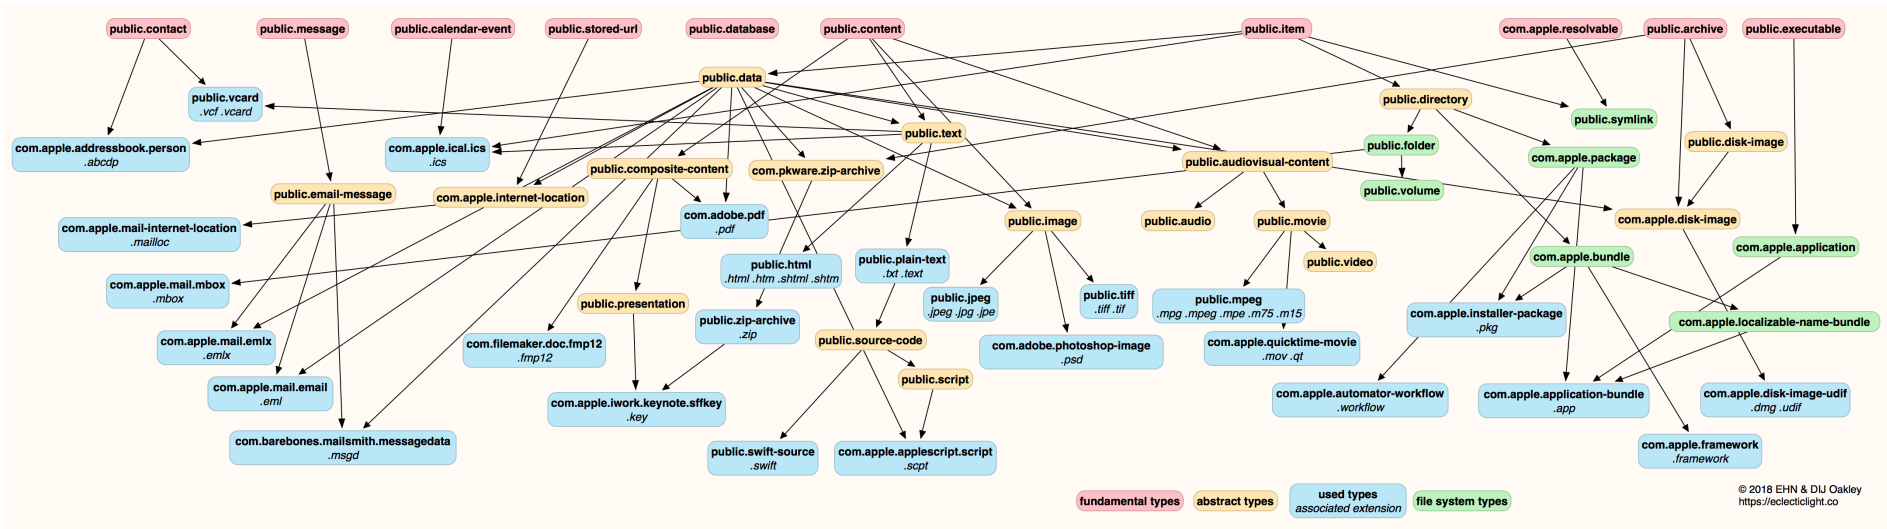 public.contact
public.message
public.calendar-event
public.stored-url
public.database
public.content
public.item
com.apple.resolvable
public.archive
public.executable
public.data
public.vcard
.vcf .vcard
public.directory
public.symlink
public.text
public.disk-image
com.apple.addressbook.person
.abcdp
com.apple.ical.ics
.ics
public.folder
com.apple.package
public.composite-content
com.pkware.zip-archive
public.audiovisual-content
public.volume
public.email-message
com.apple.internet-location
com.adobe.pdf
.pdf
public.image
public.audio
public.movie
com.apple.disk-image
com.apple.mail-internet-location
.mailloc
com.apple.application
public.html
.html .htm .shtml .shtm
public.plain-text
.txt .text
public.video
com.apple.bundle
com.apple.mail.mbox
.mbox
public.presentation
public.jpeg
.jpeg .jpg .jpe
public.tiff
.tiff .tif
public.mpeg
.mpg .mpeg .mpe .m75 .m15
com.apple.installer-package
.pkg
com.apple.localizable-name-bundle
public.zip-archive
.zip
com.apple.mail.emlx
.emlx
com.filemaker.doc.fmp12
.fmp12
public.source-code
com.adobe.photoshop-image
.psd
com.apple.quicktime-movie
.mov .qt
public.script
com.apple.mail.email
.eml
com.apple.iwork.keynote.sffkey
.key
com.apple.automator-workflow
.workflow
com.apple.application-bundle
.app
com.apple.disk-image-udif
.dmg .udif
com.barebones.mailsmith.messagedata
.msgd
public.swift-source
.swift
com.apple.applescript.script
.scpt
com.apple.framework
.framework
fundamental types
abstract types
used types
associated extension
file system types
© 2018 EHN & DIJ Oakley
https://eclecticlight.co